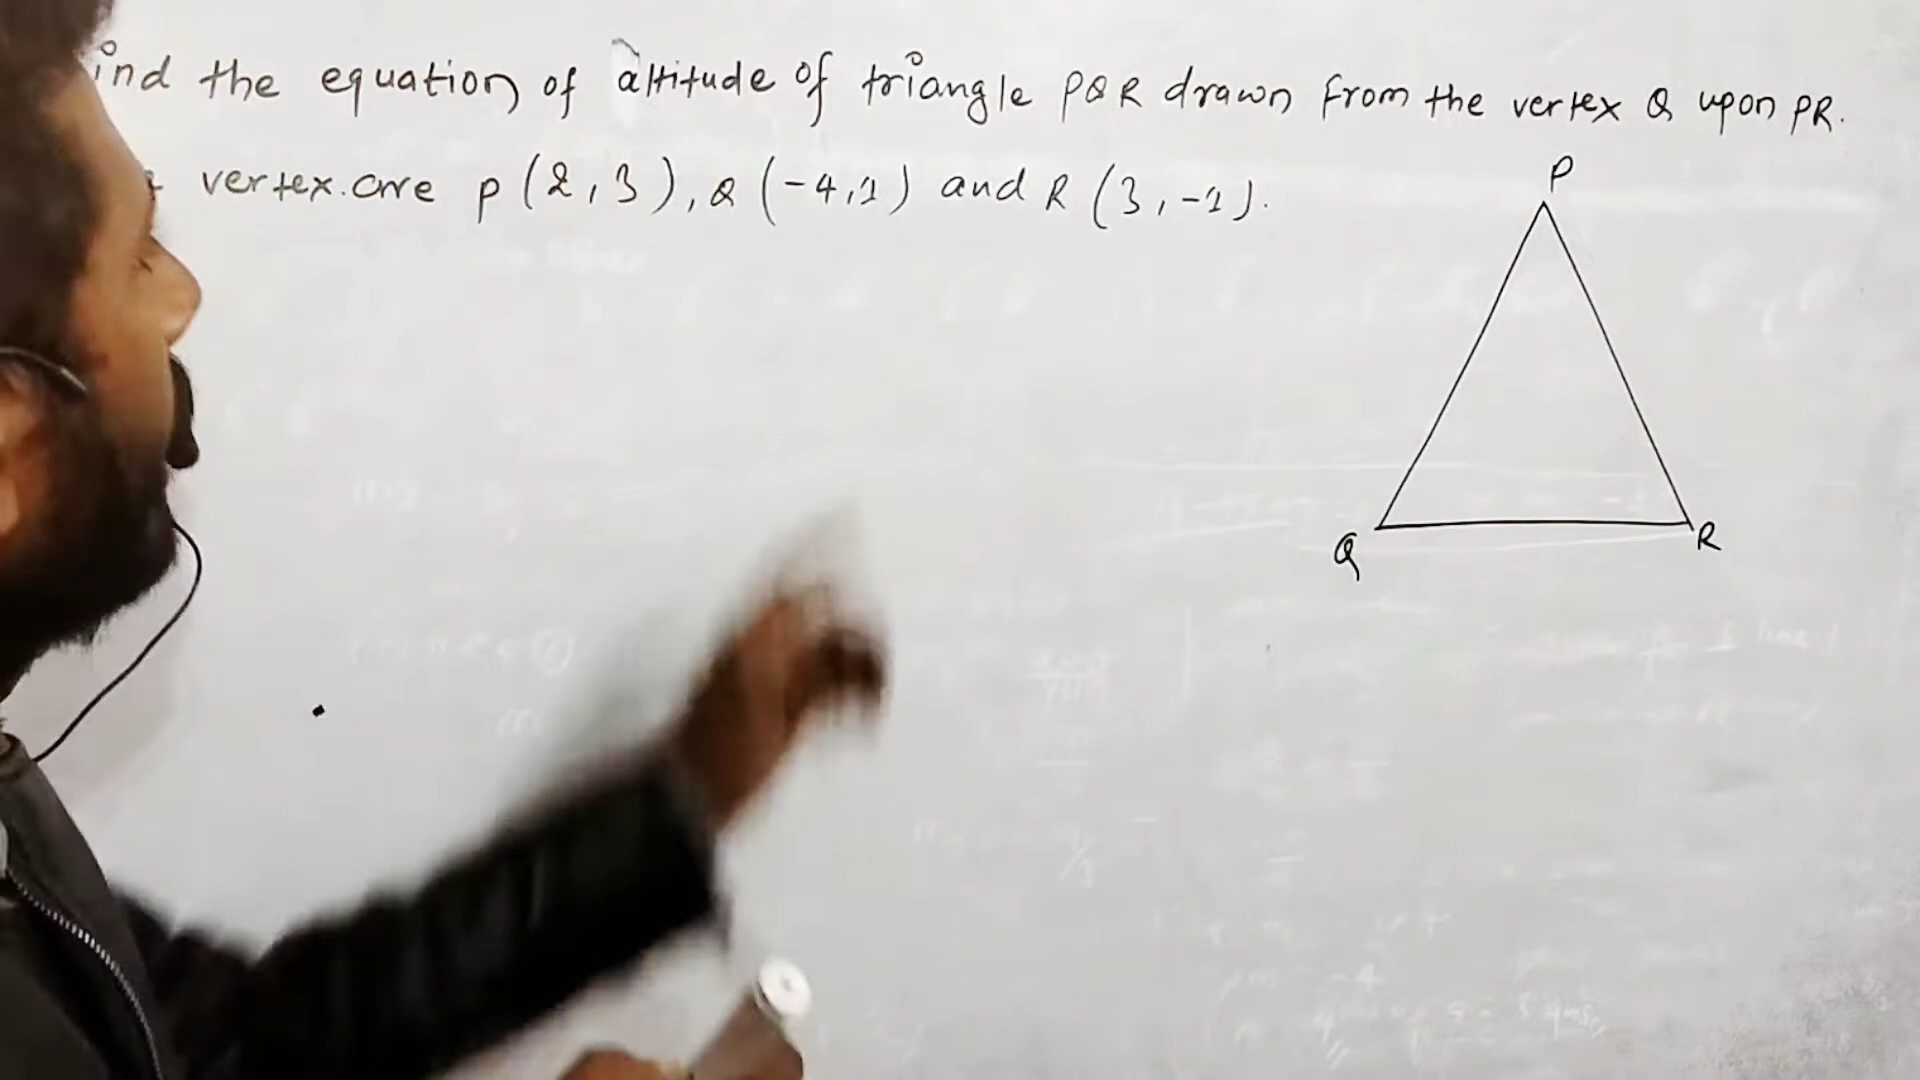 ind the equation of altitude of triangle PQR drawn from the vertex Q upon PR.
vertex are P(2,3), Q(-4,1) and R(3,-1).
P
Q
R